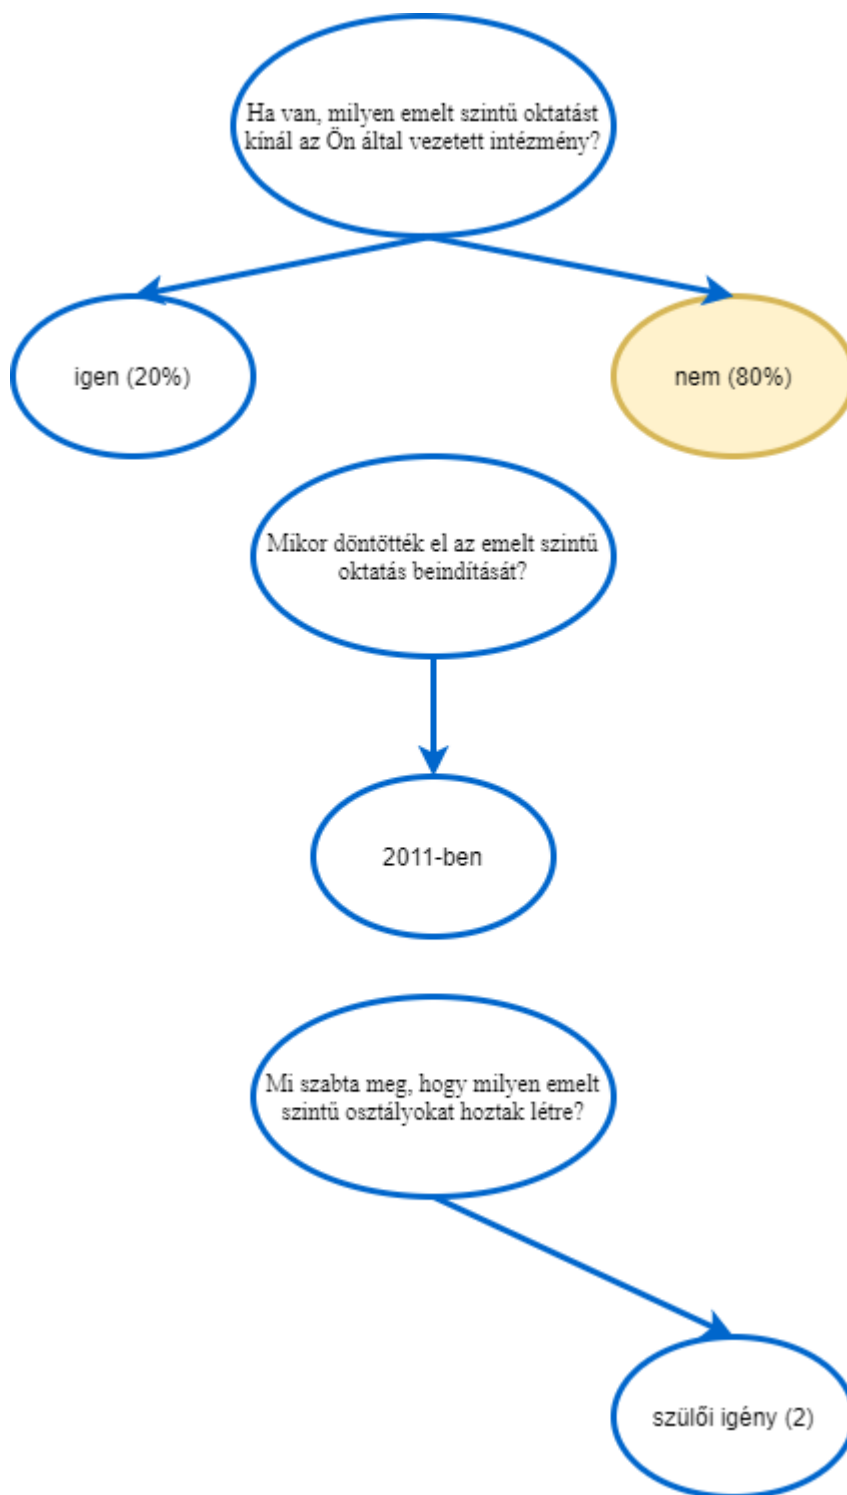 Ha van, milyen emelt szintű oktatást
kínál az Ön által vezetett intézmény?
igen (20%)
nem (80%)
Mikor döntötték el az emelt szintű
oktatás beindítását?
2011-ben
Mi szabta meg, hogy milyen emelt
szintű osztályokat hoztak létre?
szülői igény (2)